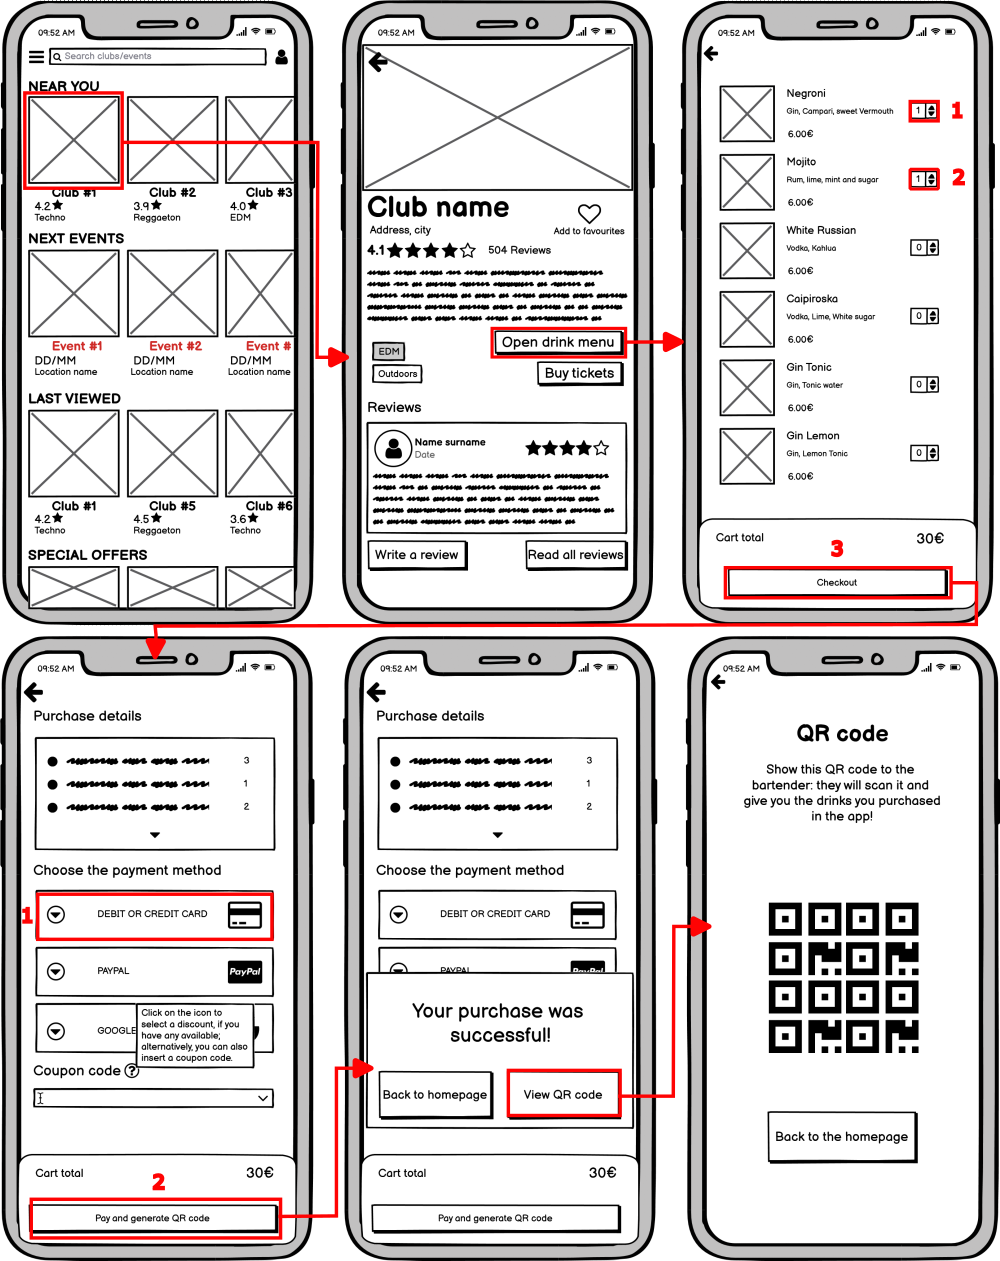 09:52 AM
Search clubs/events
NEAR YOU
Club #1
Club #2
Club #3
4.2
3.9
4.0
Techno
Reggaeton
EDM
NEXT EVENTS
Event #1
Event #2
Event #
DD/MM
DD/MM
DD/MM
Location name
Location name
Location name
LAST VIEWED
Club #1
Club #5
Club #6
4.2
4.5
3.6
Techno
Reggaeton
Techno
SPECIAL OFFERS
09:52 AM
Club name
Address, city
Add to favourites
4.1
504 Reviews
Open drink menu
EDM
Outdoors
Buy tickets
Reviews
Name surname
Date
Write a review
Read all reviews
09:52 AM
Negroni
Gin, Campari, sweet Vermouth
1
1
6.00€
Mojito
Rum, lime, mint and sugar
1
2
6.00€
White Russian
Vodka, Kahlua
0
6.00€
Caipiroska
Vodka, Lime, White sugar
0
6.00€
Gin Tonic
Gin, Tonic water
0
6.00€
Gin Lemon
Gin, Lemon Tonic
0
6.00€
Cart total
30€
3
Checkout
09:52 AM
Purchase details
3
1
2
Choose the payment method
1
DEBIT OR CREDIT CARD
PAYPAL
PayPal
GOOGLE
Click on the icon to
select a discount, if you
have any available;
alternatively, you can also
insert a coupon code.
Coupon code ?
Cart total
30€
2
Pay and generate QR code
09:52 AM
Purchase details
3
1
2
Choose the payment method
DEBIT OR CREDIT CARD
PAYPAL
PayPal
Your purchase was
successful!
Back to homepage
View QR code
Cart total
30€
Pay and generate QR code
09:52 AM
QR code
Show this QR code to the
bartender: they will scan it and
give you the drinks you purchased
in the app!
Back to the homepage